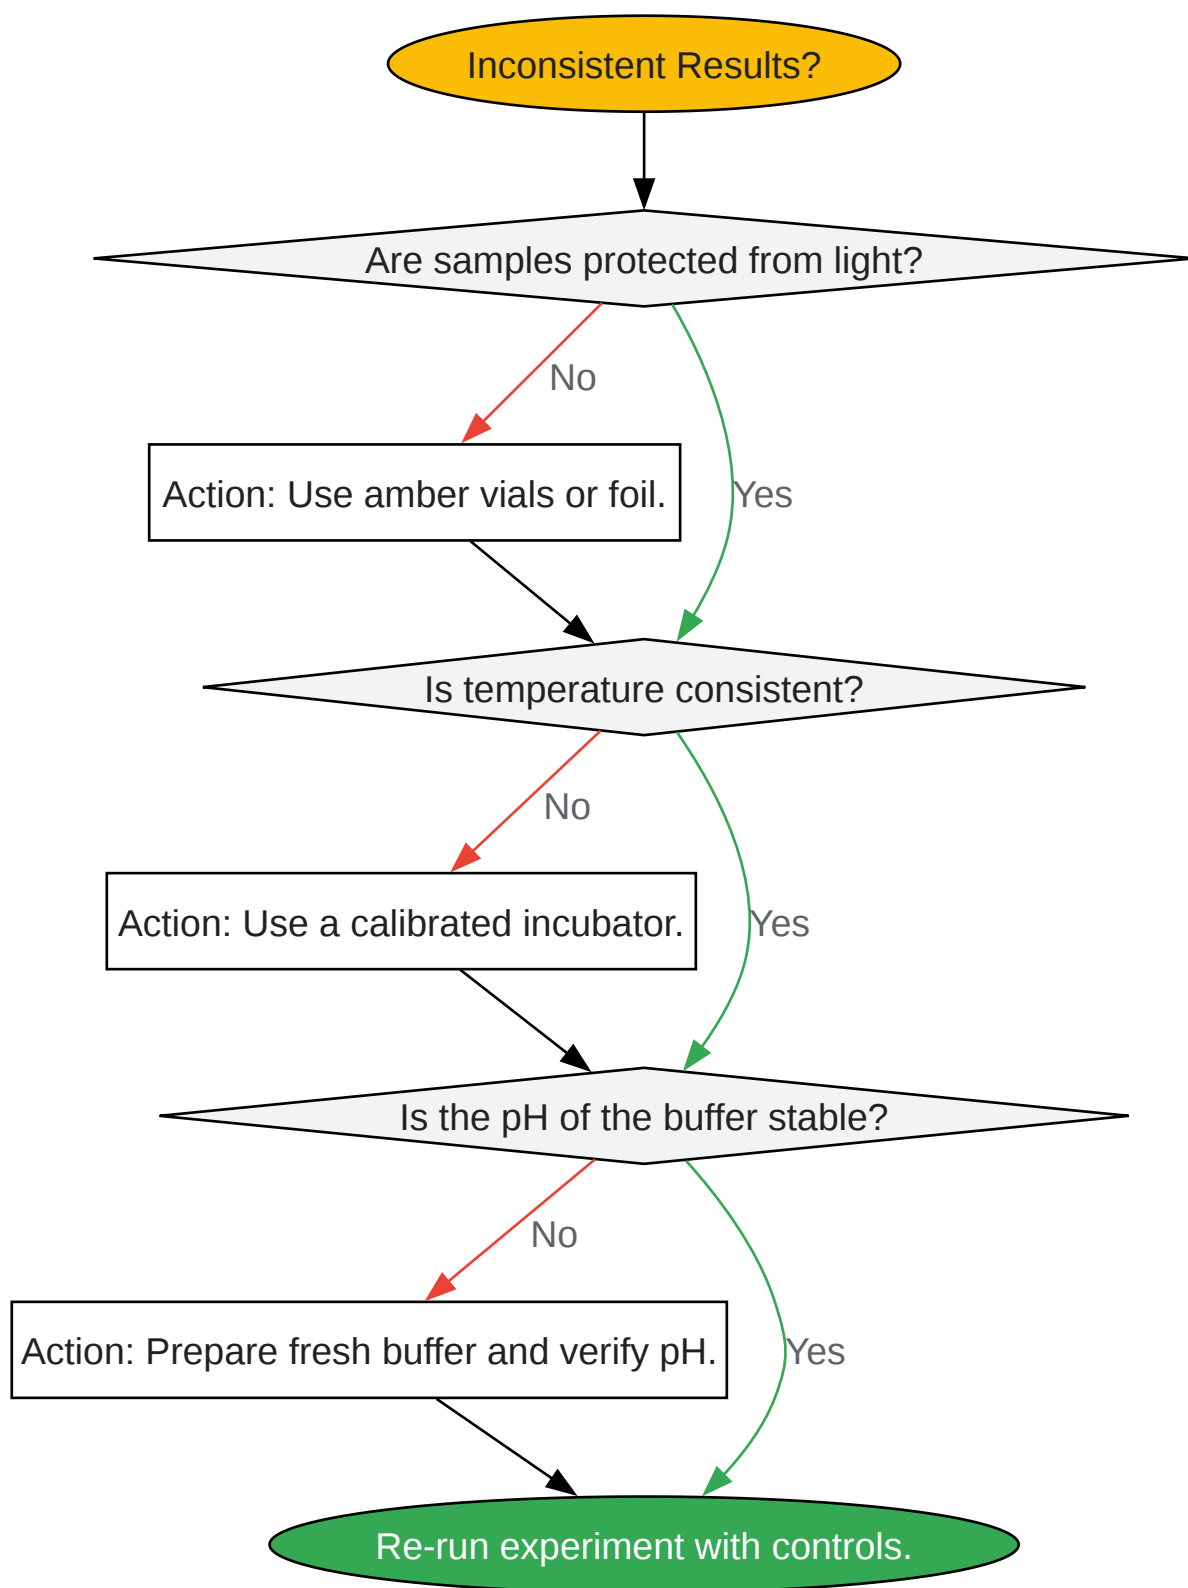 Inconsistent Results?
Are samples protected from light?
No
Action: Use amber vials or foil.
Yes
Is temperature consistent?
No
Action: Use a calibrated incubator.
Yes
Is the pH of the buffer stable?
No
Action: Prepare fresh buffer and verify pH.
Yes
Re-run experiment with controls.